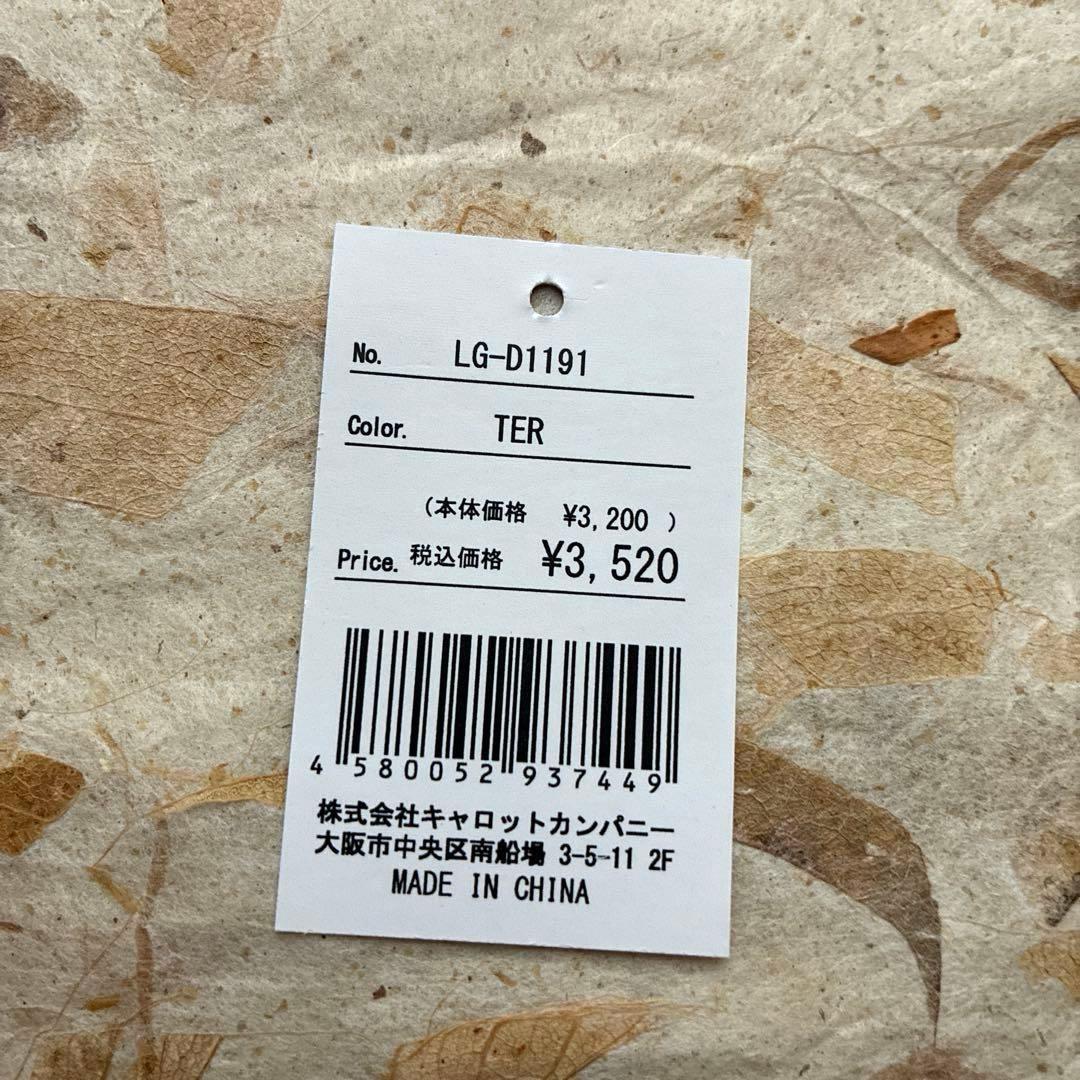 No. LG-D1191
Color. TER
(本体価格 ¥3,200 )
Price. 税込価格 ¥3,520
4 580052 937449
株式会社キャロットカンパニー
大阪市中央区南船場 3-5-11 2F
MADE IN CHINA